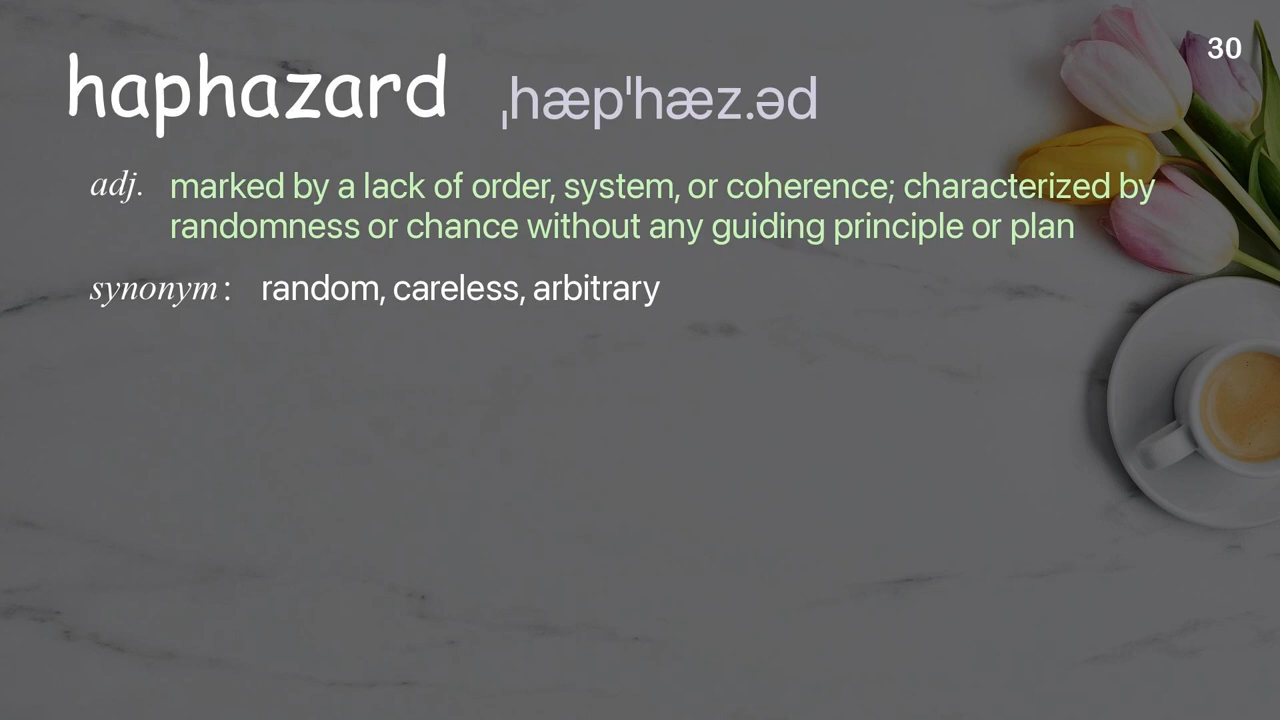 30
haphazard ˌhæpˈhæz.əd
adj. marked by a lack of order, system, or coherence; characterized by
randomness or chance without any guiding principle or plan
synonym: random, careless, arbitrary